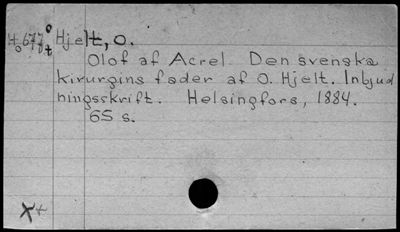 Hjelt, O.
Olof af Acrel. Den svenska
kirurgins fader af O. Hjelt. Inbjud
ningsskrift. Helsingfors, 1884.
65 s.